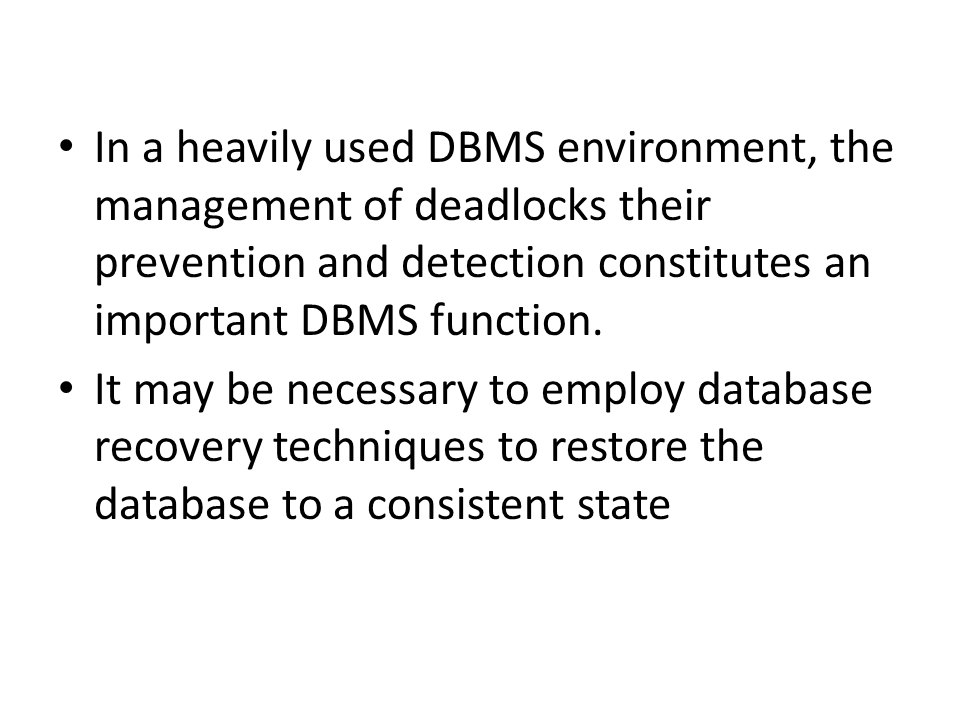 • In a heavily used DBMS environment, the
management of deadlocks their
prevention and detection constitutes an
important DBMS function.
• It may be necessary to employ database
recovery techniques to restore the
database to a consistent state